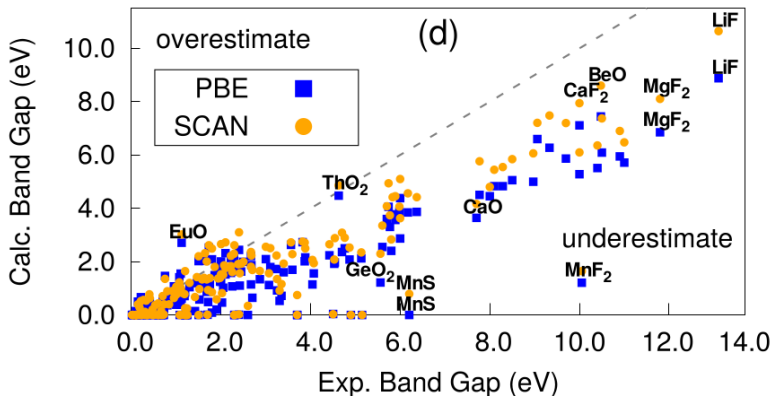 (d)
overestimate
PBE
SCAN
LiF
LiF
BeO
CaF2
MgF2
MgF2
ThO2
CaO
EuO
underestimate
GeO2
MnS
MnS
MnF2
Calc. Band Gap (eV)
10.0
8.0
6.0
4.0
2.0
0.0
0.0 2.0 4.0 6.0 8.0 10.0 12.0 14.0
Exp. Band Gap (eV)